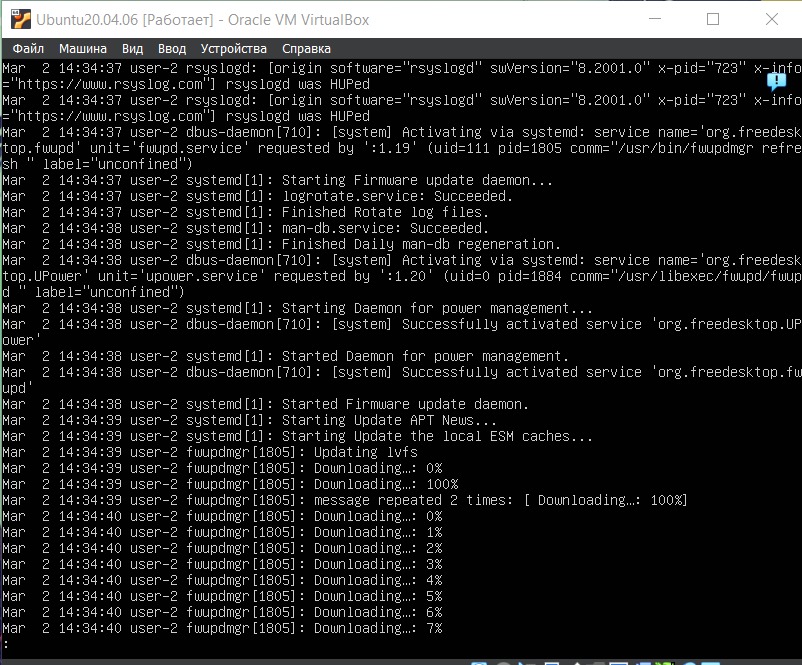 Ubuntu20.04.06 [Работает] - Oracle VM VirtualBox
Файл Машина Вид Ввод Устройства Справка
Mar  2 14:34:37 user-2 rsyslogd: [origin software="rsyslogd" swVersion="8.2001.0" x-pid="723" x-info
="https://www.rsyslog.com"] rsyslogd was HUPed
Mar  2 14:34:37 user-2 rsyslogd: [origin software="rsyslogd" swVersion="8.2001.0" x-pid="723" x-info
="https://www.rsyslog.com"] rsyslogd was HUPed
Mar  2 14:34:37 user-2 dbus-daemon[710]: [system] Activating via systemd: service name='org.freedesk
top.fwupd' unit='fwupd.service' requested by ':1.19' (uid=111 pid=1805 comm="/usr/bin/fwupdmgr refre
sh " label="unconfined")
Mar  2 14:34:37 user-2 systemd[1]: Starting Firmware update daemon...
Mar  2 14:34:37 user-2 systemd[1]: logrotate.service: Succeeded.
Mar  2 14:34:37 user-2 systemd[1]: Finished Rotate log files.
Mar  2 14:34:38 user-2 systemd[1]: man-db.service: Succeeded.
Mar  2 14:34:38 user-2 systemd[1]: Finished Daily man-db regeneration.
Mar  2 14:34:38 user-2 dbus-daemon[710]: [system] Activating via systemd: service name='org.freedesk
top.UPower' unit='upower.service' requested by ':1.20' (uid=0 pid=1884 comm="/usr/libexec/fwupd/fwup
d " label="unconfined")
Mar  2 14:34:38 user-2 systemd[1]: Starting Daemon for power management...
Mar  2 14:34:38 user-2 dbus-daemon[710]: [system] Successfully activated service 'org.freedesktop.UP
ower'
Mar  2 14:34:38 user-2 systemd[1]: Started Daemon for power management.
Mar  2 14:34:38 user-2 dbus-daemon[710]: [system] Successfully activated service 'org.freedesktop.fw
upd'
Mar  2 14:34:38 user-2 systemd[1]: Started Firmware update daemon.
Mar  2 14:34:39 user-2 systemd[1]: Starting Update APT News...
Mar  2 14:34:39 user-2 systemd[1]: Starting Update the local ESM caches...
Mar  2 14:34:39 user-2 fwupdmgr[1805]: Updating lvfs
Mar  2 14:34:39 user-2 fwupdmgr[1805]: Downloading…: 0%
Mar  2 14:34:39 user-2 fwupdmgr[1805]: Downloading…: 100%
Mar  2 14:34:39 user-2 fwupdmgr[1805]: message repeated 2 times: [ Downloading…: 100%]
Mar  2 14:34:40 user-2 fwupdmgr[1805]: Downloading…: 0%
Mar  2 14:34:40 user-2 fwupdmgr[1805]: Downloading…: 1%
Mar  2 14:34:40 user-2 fwupdmgr[1805]: Downloading…: 2%
Mar  2 14:34:40 user-2 fwupdmgr[1805]: Downloading…: 3%
Mar  2 14:34:40 user-2 fwupdmgr[1805]: Downloading…: 4%
Mar  2 14:34:40 user-2 fwupdmgr[1805]: Downloading…: 5%
Mar  2 14:34:40 user-2 fwupdmgr[1805]: Downloading…: 6%
Mar  2 14:34:40 user-2 fwupdmgr[1805]: Downloading…: 7%
: